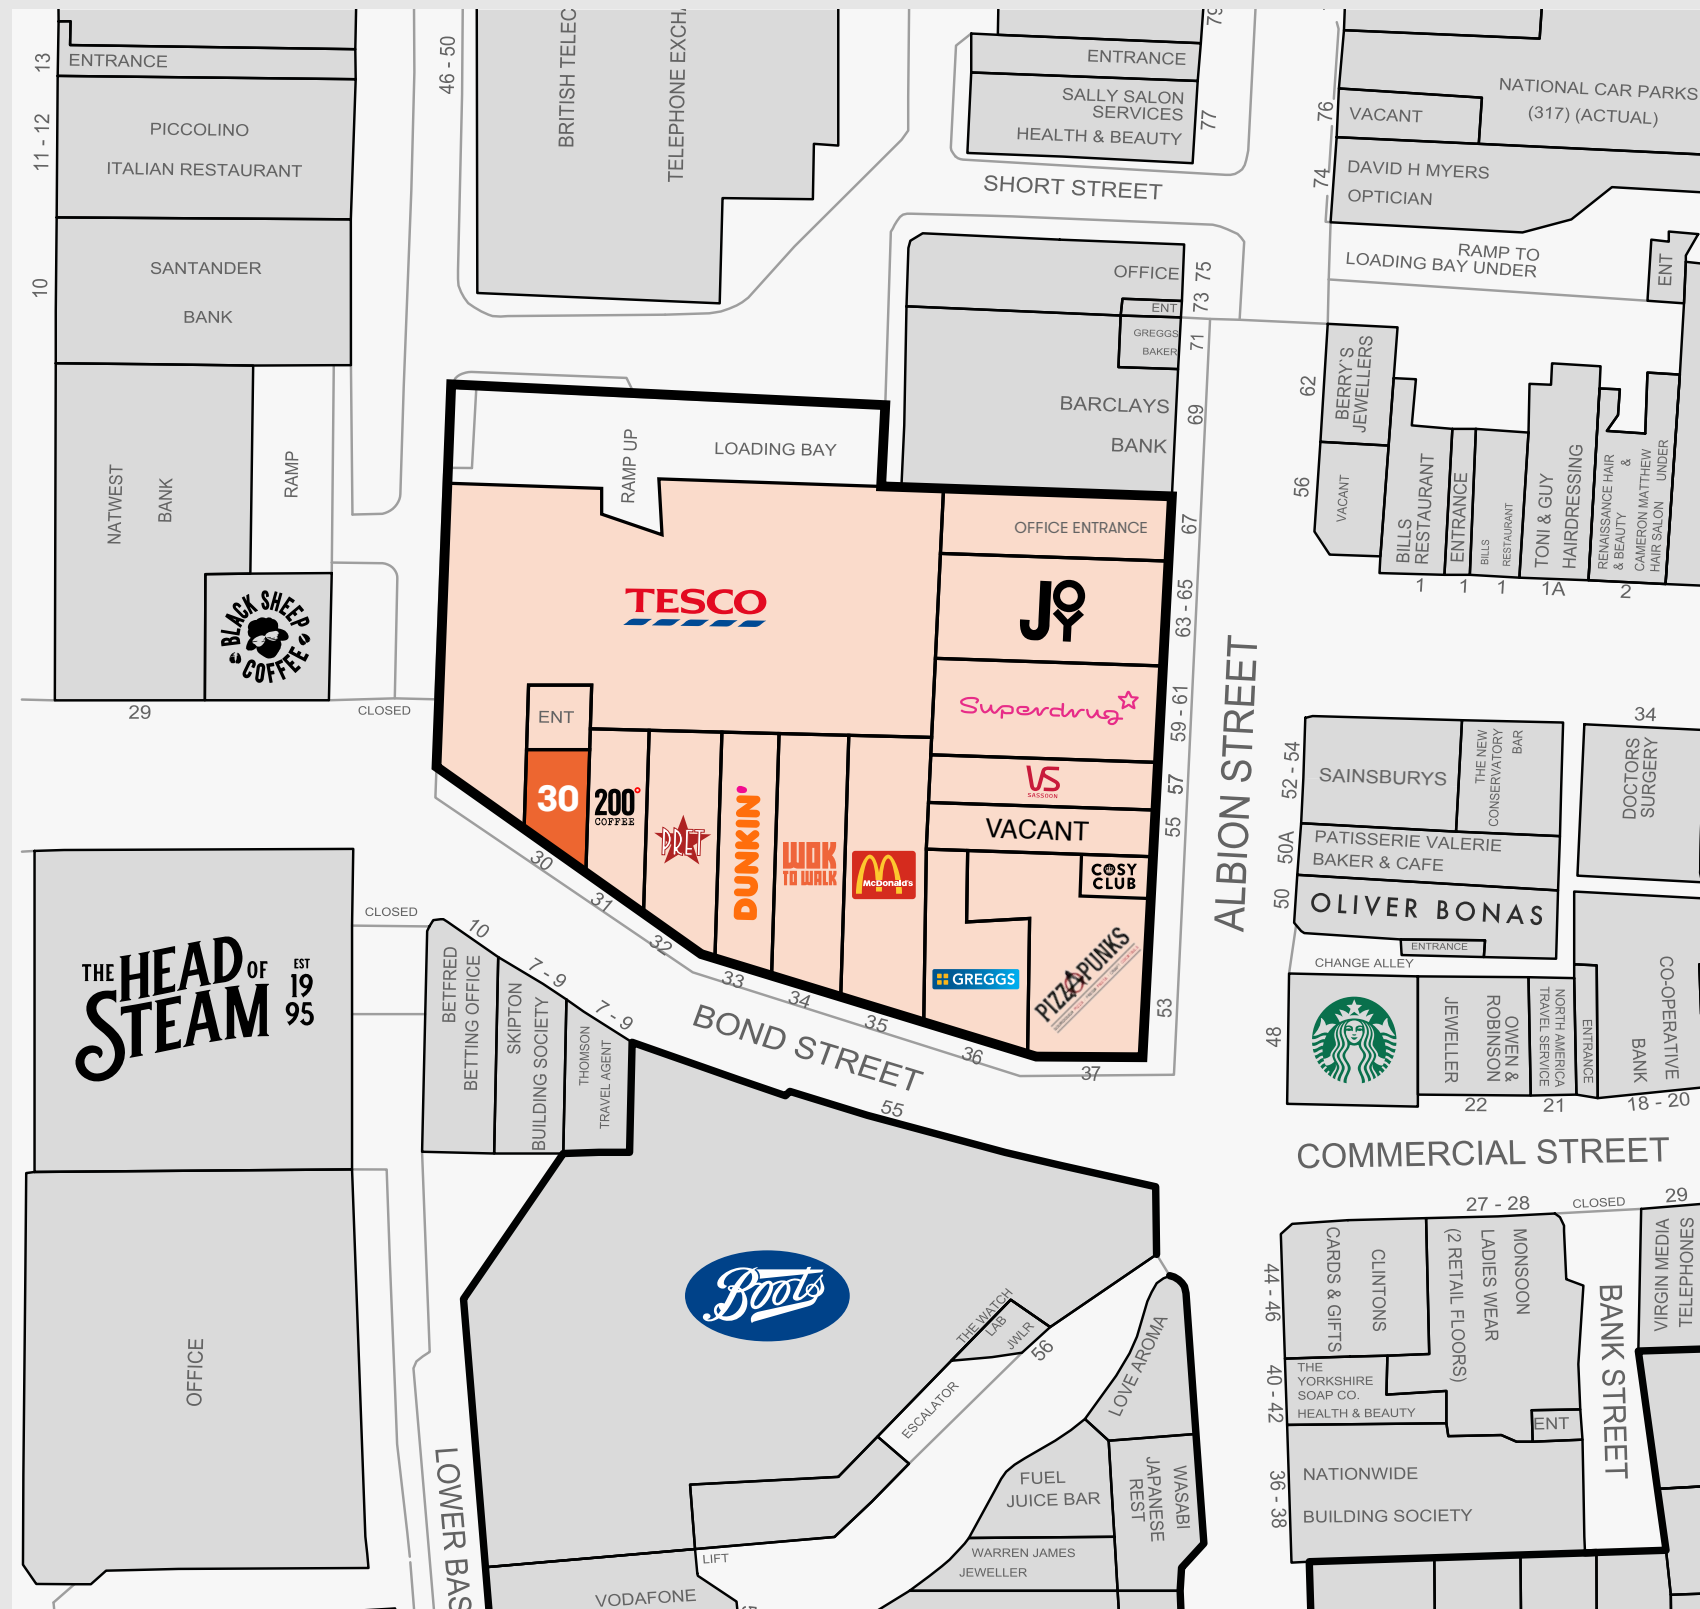 13
ENTRANCE
11 - 12
PICCOLINO
ITALIAN RESTAURANT
10
SANTANDER
BANK
NATWEST
BANK
RAMP
BLACK SHEEP
COFFEE
29
CLOSED
46 - 50
BRITISH TELEC
TELEPHONE EXCH
79
ENTRANCE
SALLY SALON
SERVICES
HEALTH & BEAUTY
77
SHORT STREET
OFFICE
75
73
ENT
GREGGS
BAKER
71
BARCLAYS
BANK
69
76
VACANT
NATIONAL CAR PARKS
(317) (ACTUAL)
74
DAVID H MYERS
OPTICIAN
RAMP TO
LOADING BAY UNDER
ENT
62
BERRY'S
JEWELLERS
56
VACANT
BILLS
RESTAURANT
ENTRANCE
BILLS
RESTAURANT
TONI & GUY
HAIRDRESSING
RENAISSANCE HAIR
& BEAUTY
&
CAMERON MATTHEW
HAIR SALON
UNDER
1
1
1
1A
2
RAMP UP
LOADING BAY
TESCO
OFFICE ENTRANCE
67
JOY
63 - 65
Superdrug
59 - 61
VS
SASSOON
57
VACANT
55
COSY
CLUB
ENT
30
200°
COFFEE
PRET
DUNKIN'
WOK
TO WALK
McDonald's
GREGGS
PIZZA PUNKS
53
30
31
32
33
34
35
36
37
BOND STREET
ALBION STREET
THE HEAD OF STEAM
EST
19
95
CLOSED
10
BETFRED
BETTING OFFICE
7 - 9
SKIPTON
BUILDING SOCIETY
7 - 9
THOMSON
TRAVEL AGENT
55
OFFICE
LOWER BAS
Boots
THE WATCH
LAB
JWLR
56
ESCALATOR
LOVE AROMA
FUEL
JUICE BAR
WASABI
JAPANESE
REST
WARREN JAMES
JEWELLER
LIFT
VODAFONE
52 - 54
SAINSBURYS
THE NEW
CONSERVATORY
BAR
34
DOCTORS
SURGERY
50A
PATISSERIE VALERIE
BAKER & CAFE
50
OLIVER BONAS
ENTRANCE
CHANGE ALLEY
48
OWEN &
ROBINSON
JEWELLER
22
NORTH AMERICA
TRAVEL SERVICE
21
ENTRANCE
CO-OPERATIVE
BANK
18 - 20
COMMERCIAL STREET
27 - 28
CLOSED
29
44 - 46
CLINTONS
CARDS & GIFTS
MONSOON
LADIES WEAR
(2 RETAIL FLOORS)
VIRGIN MEDIA
TELEPHONES
BANK STREET
40 - 42
THE
YORKSHIRE
SOAP CO.
HEALTH & BEAUTY
ENT
36 - 38
NATIONWIDE
BUILDING SOCIETY